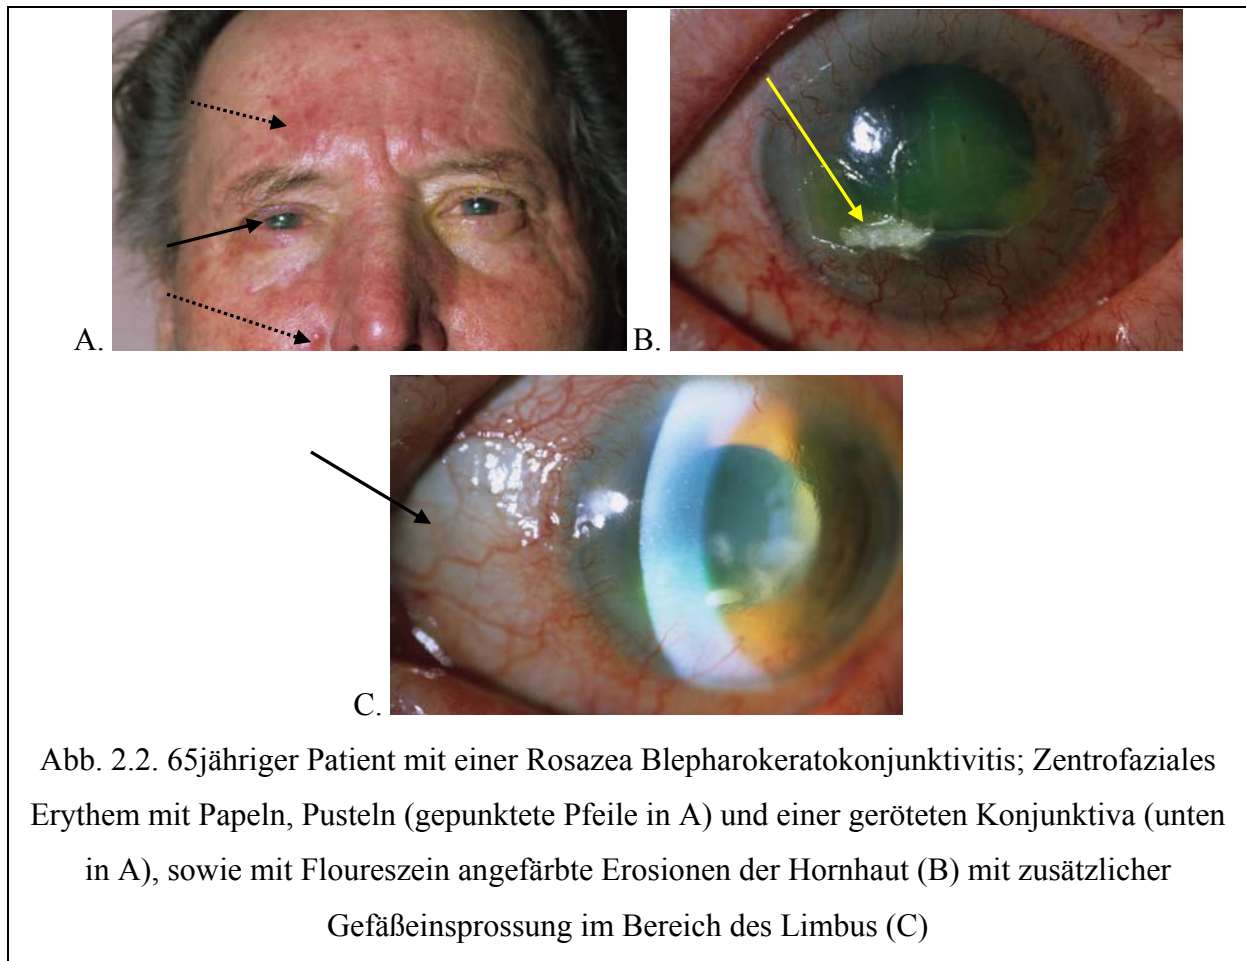 A.
B.
C.
Abb. 2.2. 65jähriger Patient mit einer Rosazea Blepharokeratokonjunktivitis; Zentrofaziales
Erythem mit Papeln, Pusteln (gepunktete Pfeile in A) und einer geröteten Konjunktiva (unten
in A), sowie mit Floureszein angefärbte Erosionen der Hornhaut (B) mit zusätzlicher
Gefäßeinsprossung im Bereich des Limbus (C)